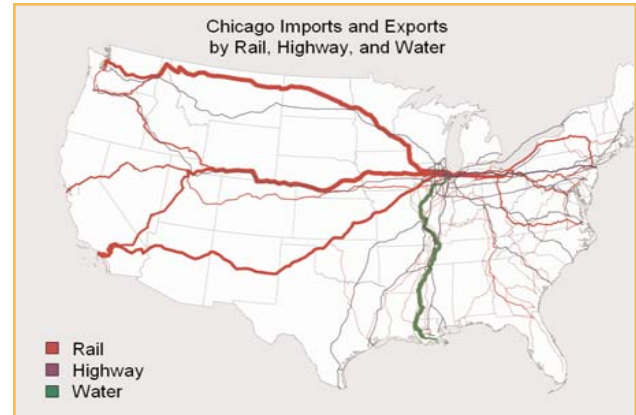 Chicago Imports and Exports
by Rail, Highway, and Water
Rail
Highway
Water